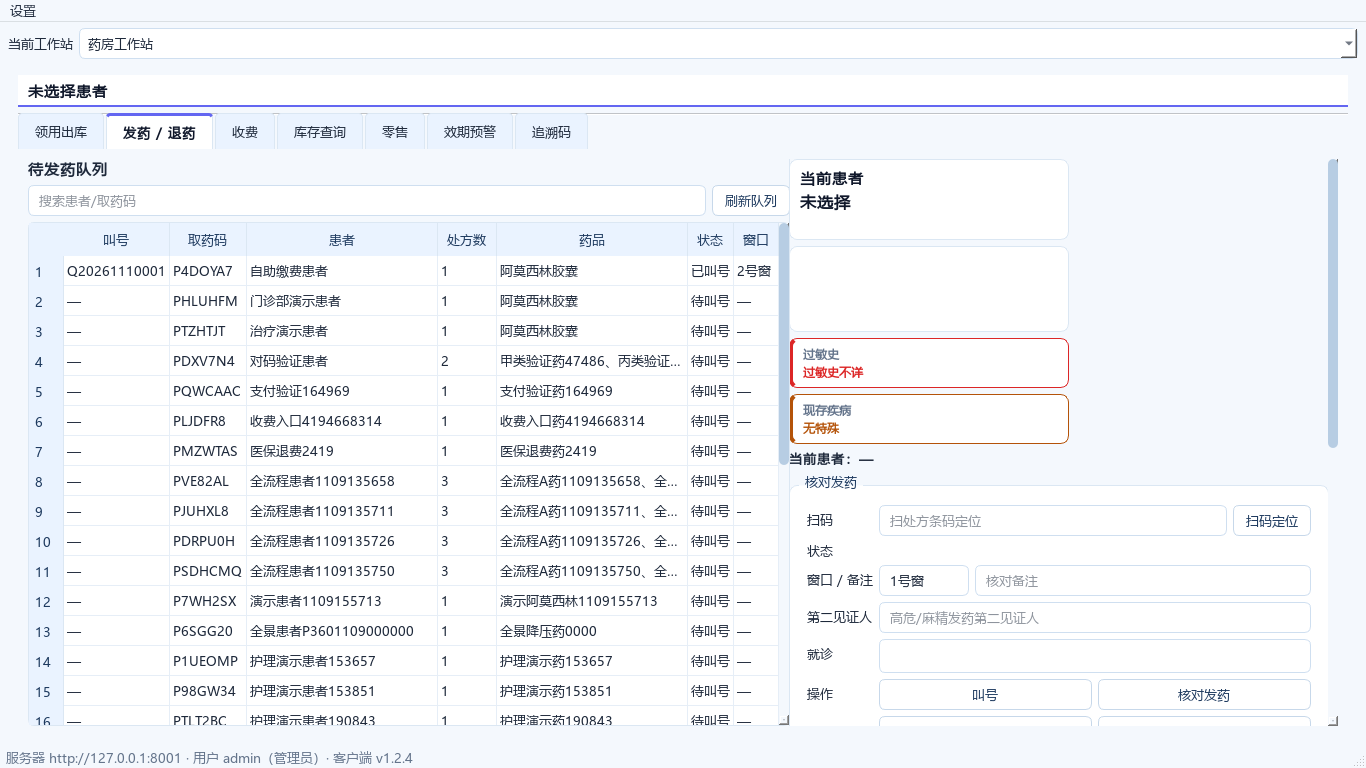 设置
当前工作站 药房工作站
未选择患者
领用出库 发药 / 退药 收费 库存查询 零售 效期预警 追溯码
待发药队列
搜索患者/取药码 刷新队列
叫号 取药码 患者 处方数 药品 状态 窗口
1 Q20261110001 P4DOYA7 自助缴费患者 1 阿莫西林胶囊 已叫号 2号窗
2 — PHLUHFM 门诊部演示患者 1 阿莫西林胶囊 待叫号 —
3 — PTZHTJT 治疗演示患者 1 阿莫西林胶囊 待叫号 —
4 — PDXV7N4 对码验证患者 2 甲类验证药47486、丙类验证... 待叫号 —
5 — PQWCAAC 支付验证164969 1 支付验证药164969 待叫号 —
6 — PLJDFR8 收费入口4194668314 1 收费入口药4194668314 待叫号 —
7 — PMZWTAS 医保退费2419 1 医保退费药2419 待叫号 —
8 — PVE82AL 全流程患者1109135658 3 全流程A药1109135658、全... 待叫号 —
9 — PJUHXL8 全流程患者1109135711 3 全流程A药1109135711、全... 待叫号 —
10 — PDRPU0H 全流程患者1109135726 3 全流程A药1109135726、全... 待叫号 —
11 — PSDHCMQ 全流程患者1109135750 3 全流程A药1109135750、全... 待叫号 —
12 — P7WH2SX 演示患者1109155713 1 演示阿莫西林1109155713 待叫号 —
13 — P6SGG20 全景患者P3601109000000 1 全景降压药0000 待叫号 —
14 — P1UEOMP 护理演示患者153657 1 护理演示药153657 待叫号 —
15 — P98GW34 护理演示患者153851 1 护理演示药153851 待叫号 —
16 — PTLT2BC 护理演示患者190843 1 护理演示药190843 待叫号 —
当前患者
未选择
过敏史
过敏史不详
现存疾病
无特殊
当前患者: —
核对发药
扫码 扫处方条码定位 扫码定位
状态
窗口 / 备注 1号窗 核对备注
第二见证人 高危/麻精发药第二见证人
就诊
操作 叫号 核对发药
服务器 http://127.0.0.1:8001 · 用户 admin（管理员）· 客户端 v1.2.4